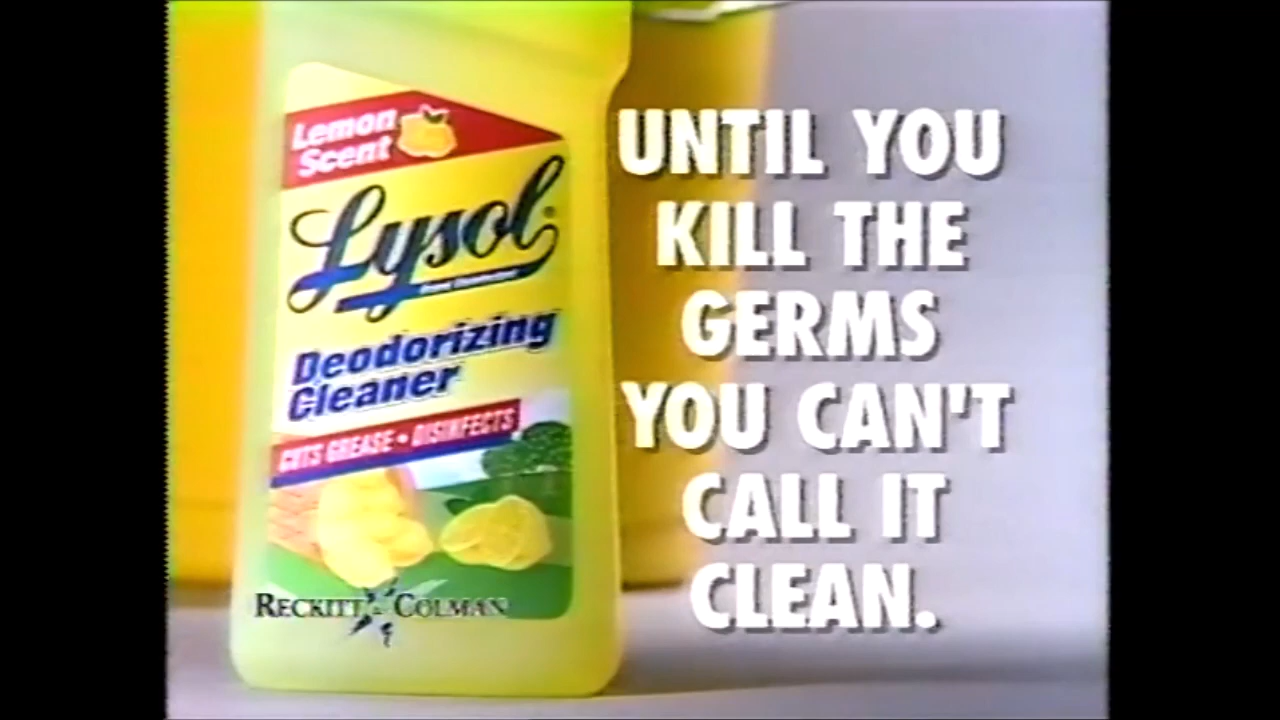 Lemon
Scent
Lysol®
Deodorizing
Cleaner
CUTS GREASE • DISINFECTS
RECKITT & COLMAN
UNTIL YOU
KILL THE
GERMS
YOU CAN'T
CALL IT
CLEAN.